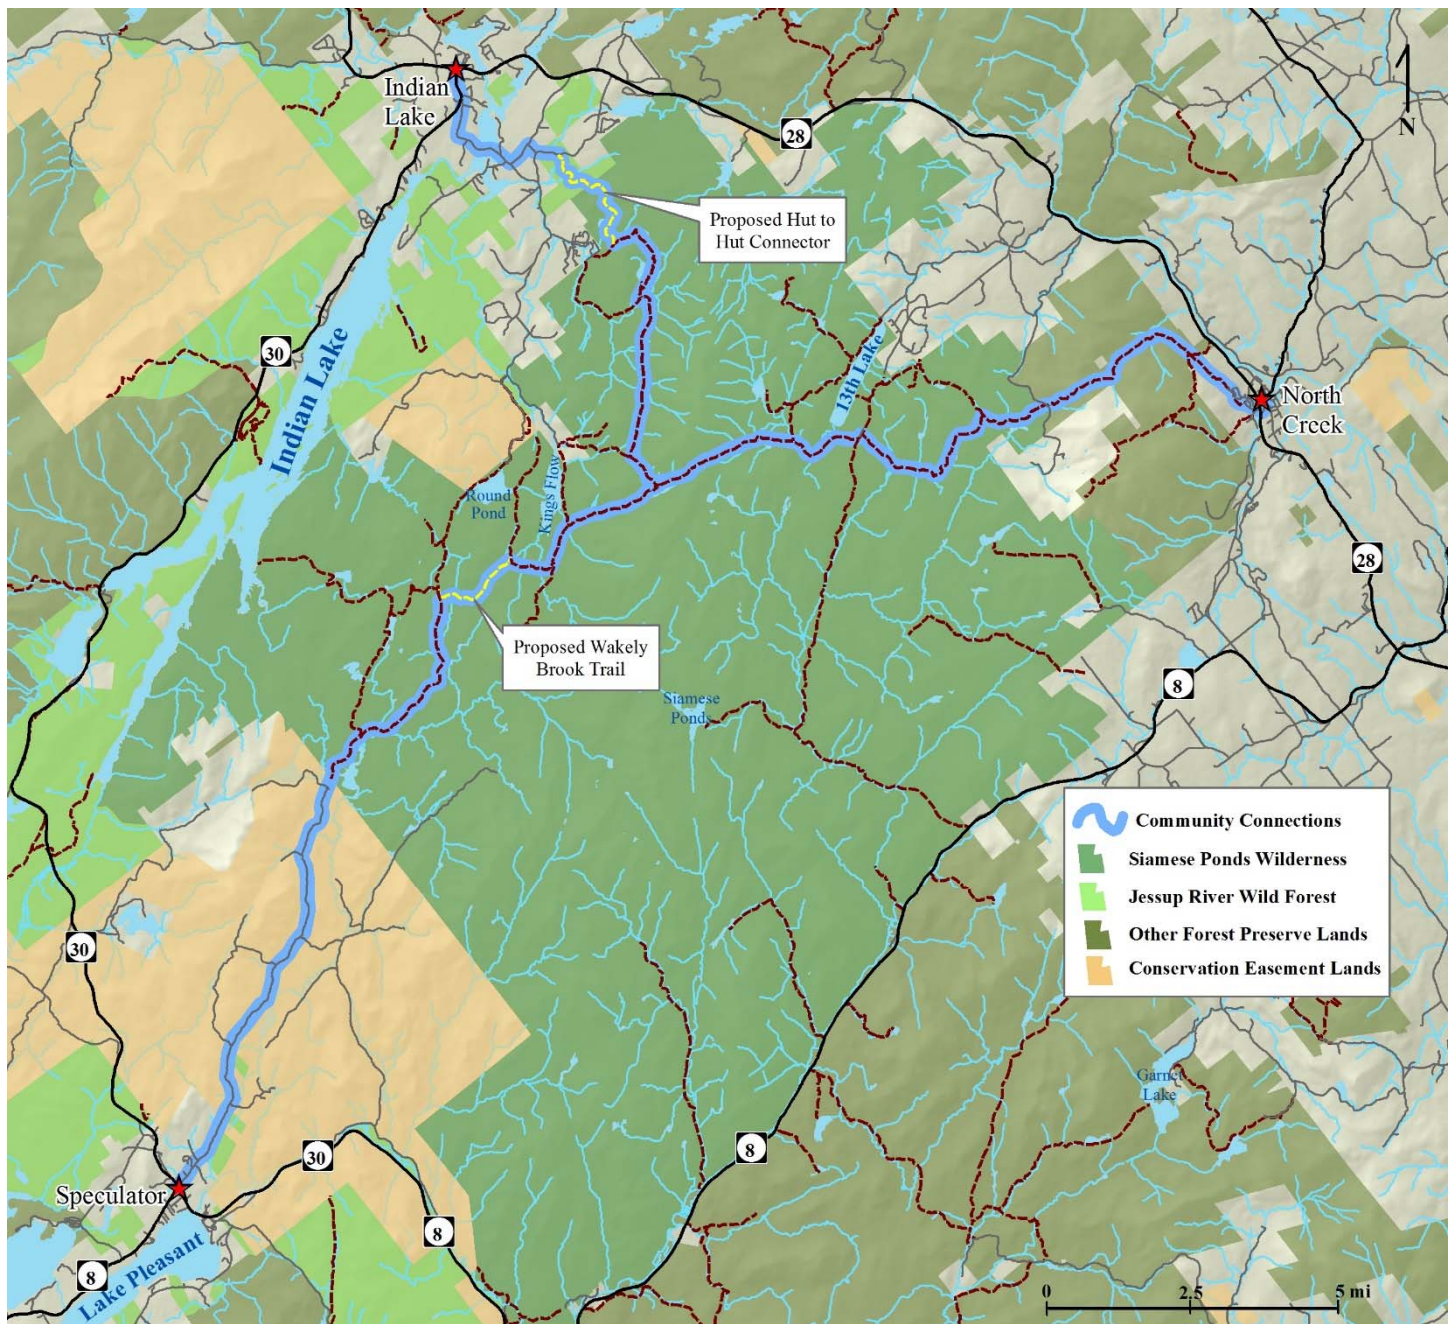 Indian
Lake
28
N
Proposed Hut to
Hut Connector
30
Indian Lake
13th Lake
North
Creek
Round
Pond
Kings Flow
28
Proposed Wakely
Brook Trail
8
Siamese
Ponds
Community Connections
Siamese Ponds Wilderness
Jessup River Wild Forest
Other Forest Preserve Lands
Conservation Easement Lands
30
Garnet
Lake
8
30
Speculator
8
Lake Pleasant
8
0 2.5 5 mi